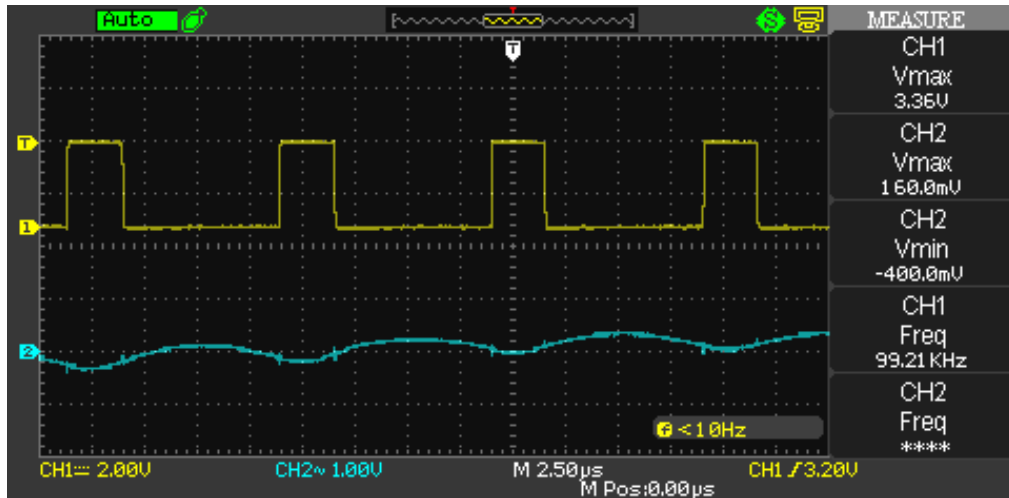 Auto S MEASURE
T
CH1
Vmax
3.36V
CH2
Vmax
160.0mV
CH2
Vmin
-400.0mV
CH1
Freq
99.21KHz
CH2
Freq
****
T
1
2
f <10Hz
CH1⎓ 2.00V CH2~ 1.00V M 2.50µs CH1 / 3.20V
M Pos:0.00µs